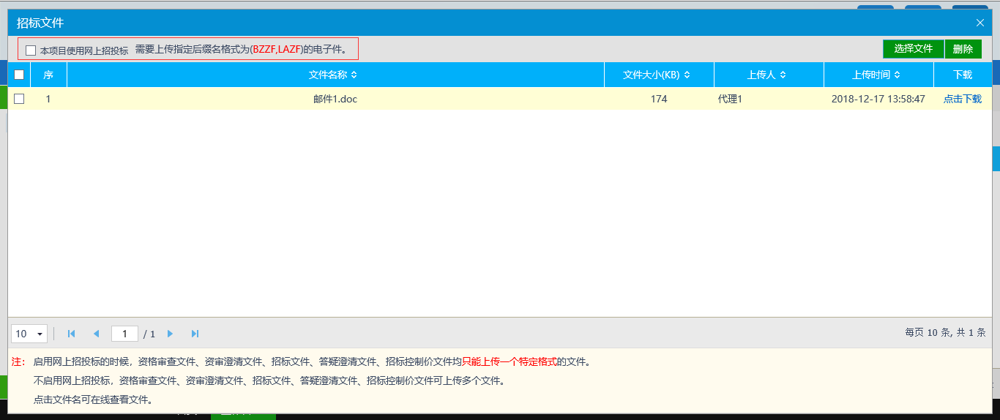 招标文件
本项目使用网上招投标 需要上传指定后缀名格式为(BZZF,LAZF)的电子件。
选择文件 删除
序 文件名称 文件大小(KB) 上传人 上传时间 下载
1 邮件1.doc 174 代理1 2018-12-17 13:58:47 点击下载
10 1 / 1 每页 10 条, 共 1 条
注: 启用网上招投标的时候，资格审查文件、资审澄清文件、招标文件、答疑澄清文件、招标控制价文件均只能上传一个特定格式的文件。
不启用网上招投标，资格审查文件、资审澄清文件、招标文件、答疑澄清文件、招标控制价文件可上传多个文件。
点击文件名可在线查看文件。